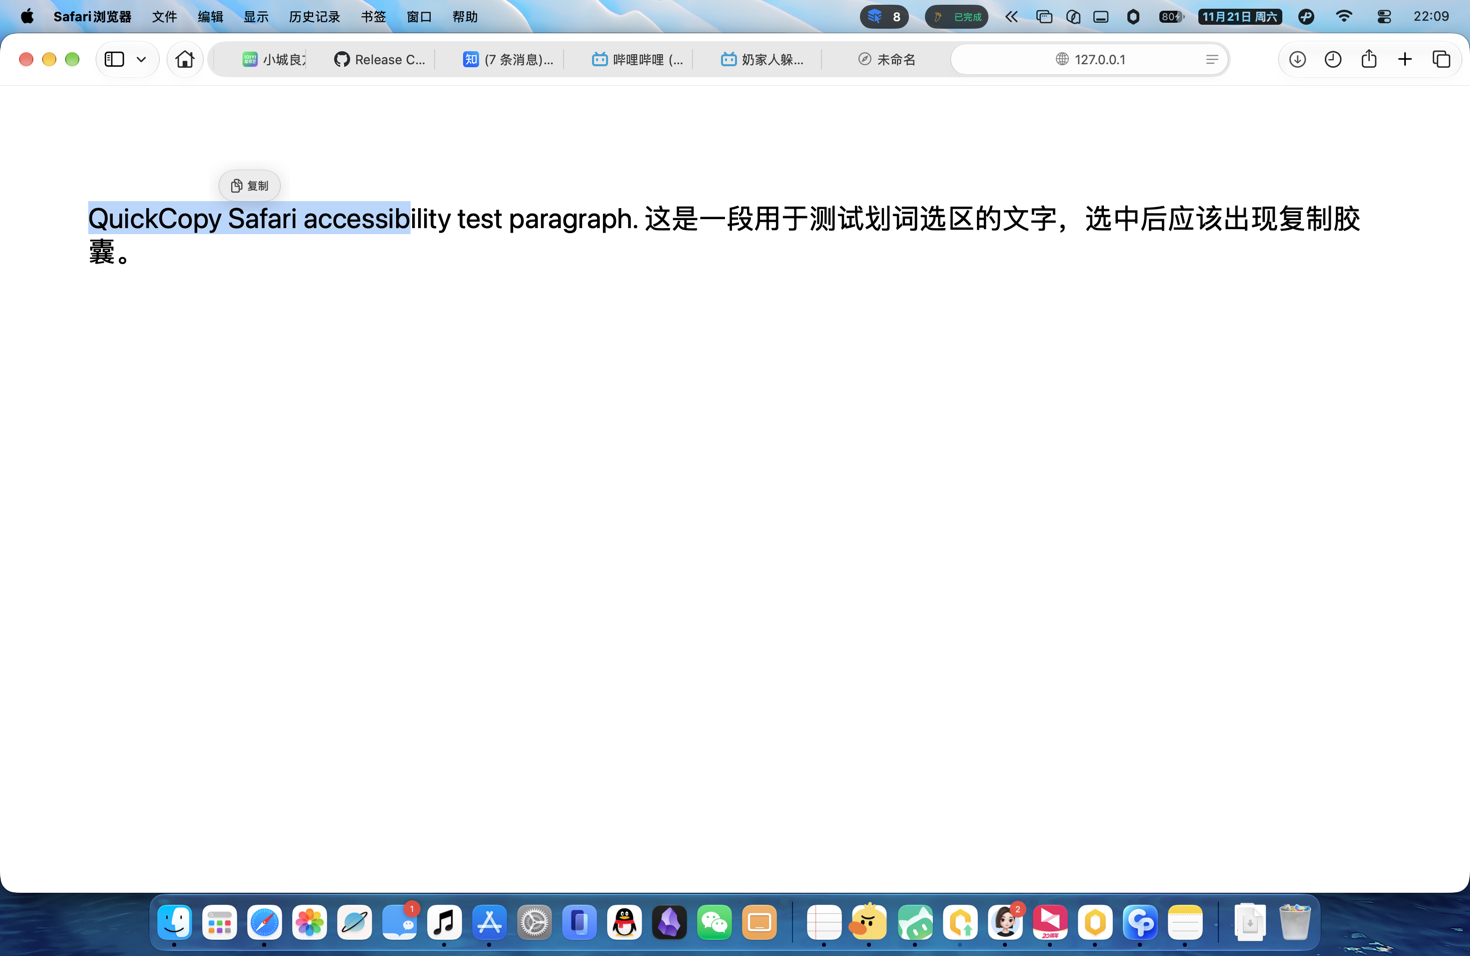 Safari浏览器 文件 编辑 显示 历史记录 书签 窗口 帮助 8 已完成 80 11月21日 周六 22:09
小城良 Release C... 知 (7 条消息)... 哔哩哔哩 (... 奶家人躲... 未命名 127.0.0.1
复制
QuickCopy Safari accessibility test paragraph. 这是一段用于测试划词选区的文字，选中后应该出现复制胶
囊。
1 2
20周年